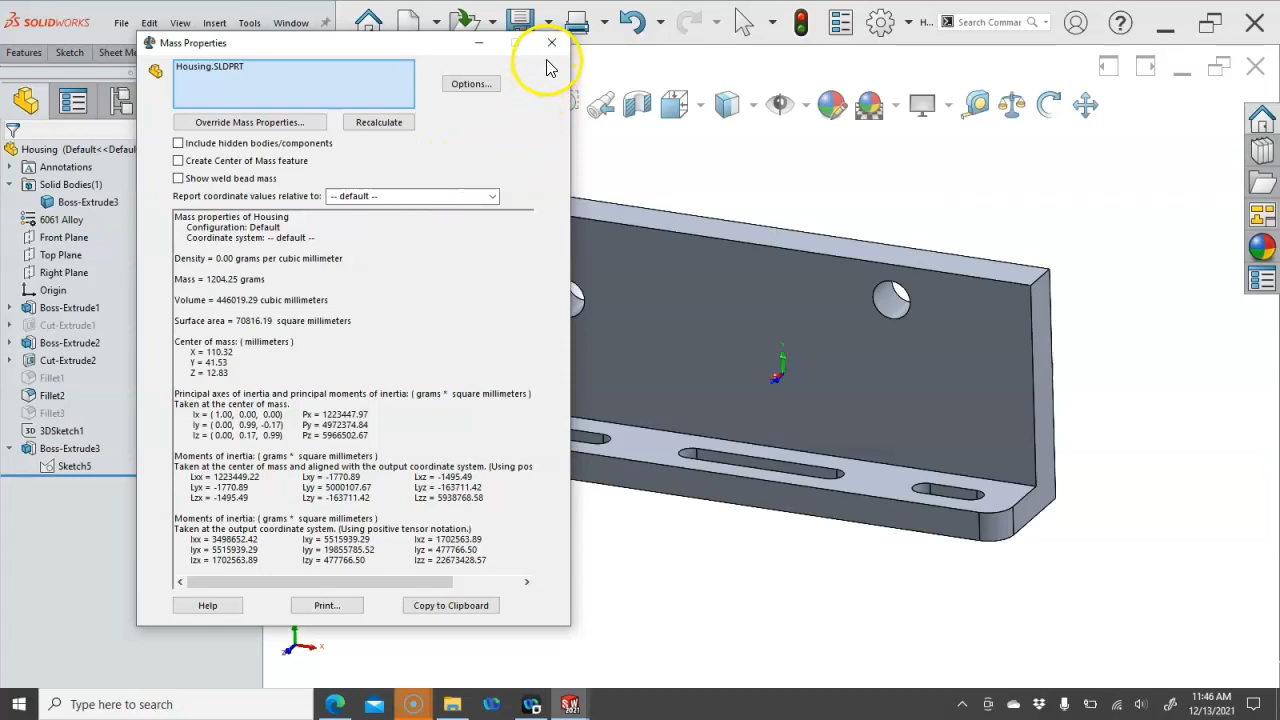 SOLIDWORKS File Edit View Insert Tools Window H... Search Commar
Features Sketch Sheet Me
Mass Properties
Housing.SLDPRT
Options...
Override Mass Properties... Recalculate
Include hidden bodies/components
Create Center of Mass feature
Show weld bead mass
Report coordinate values relative to: -- default --
Mass properties of Housing
Configuration: Default
Coordinate system: -- default --
Density = 0.00 grams per cubic millimeter
Mass = 1204.25 grams
Volume = 446019.29 cubic millimeters
Surface area = 70816.19 square millimeters
Center of mass: ( millimeters )
X = 110.32
Y = 41.53
Z = 12.83
Principal axes of inertia and principal moments of inertia: ( grams * square millimeters )
Taken at the center of mass.
Ix = ( 1.00, 0.00, 0.00) Px = 1223447.97
Iy = ( 0.00, 0.99, -0.17) Py = 4972374.84
Iz = ( 0.00, 0.17, 0.99) Pz = 5966502.67
Moments of inertia: ( grams * square millimeters )
Taken at the center of mass and aligned with the output coordinate system. (Using pos
Lxx = 1223449.22 Lxy = -1770.89 Lxz = -1495.49
Lyx = -1770.89 Lyy = 5000107.67 Lyz = -163711.42
Lzx = -1495.49 Lzy = -163711.42 Lzz = 5938768.58
Moments of inertia: ( grams * square millimeters )
Taken at the output coordinate system. (Using positive tensor notation.)
Ixx = 3498652.42 Ixy = 5515939.29 Ixz = 1702563.89
Iyx = 5515939.29 Iyy = 19855785.52 Iyz = 477766.50
Izx = 1702563.89 Izy = 477766.50 Izz = 22673428.57
Help Print... Copy to Clipboard
Housing (Default<<Defau
Annotations
Solid Bodies(1)
Boss-Extrude3
6061 Alloy
Front Plane
Top Plane
Right Plane
Origin
Boss-Extrude1
Cut-Extrude1
Boss-Extrude2
Cut-Extrude2
Fillet1
Fillet2
Fillet3
3DSketch1
Boss-Extrude3
Sketch5
x
Type here to search
SW
2021
11:46 AM
12/13/2021